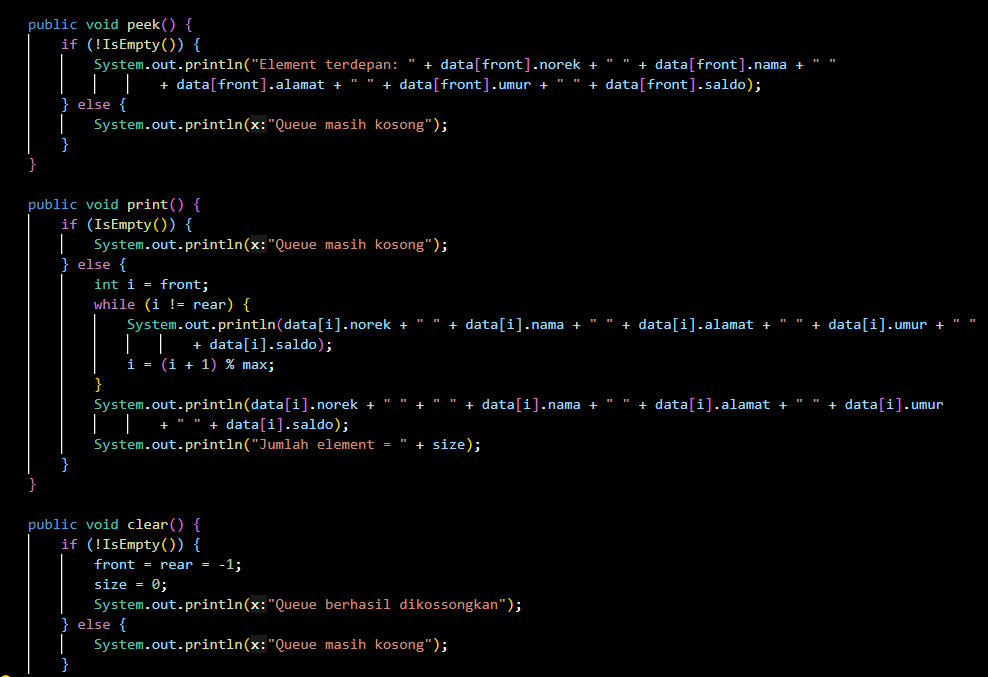 public void peek() {
    if (!IsEmpty()) {
        System.out.println("Element terdepan: " + data[front].norek + " " + data[front].nama + " "
                + data[front].alamat + " " + data[front].umur + " " + data[front].saldo);
    } else {
        System.out.println(x:"Queue masih kosong");
    }
}
public void print() {
    if (IsEmpty()) {
        System.out.println(x:"Queue masih kosong");
    } else {
        int i = front;
        while (i != rear) {
            System.out.println(data[i].norek + " " + data[i].nama + " " + data[i].alamat + " " + data[i].umur + " "
                    + data[i].saldo);
            i = (i + 1) % max;
        }
        System.out.println(data[i].norek + " " + " " + data[i].nama + " " + data[i].alamat + " " + data[i].umur
                + " " + data[i].saldo);
        System.out.println("Jumlah element = " + size);
    }
}
public void clear() {
    if (!IsEmpty()) {
        front = rear = -1;
        size = 0;
        System.out.println(x:"Queue berhasil dikossongkan");
    } else {
        System.out.println(x:"Queue masih kosong");
    }